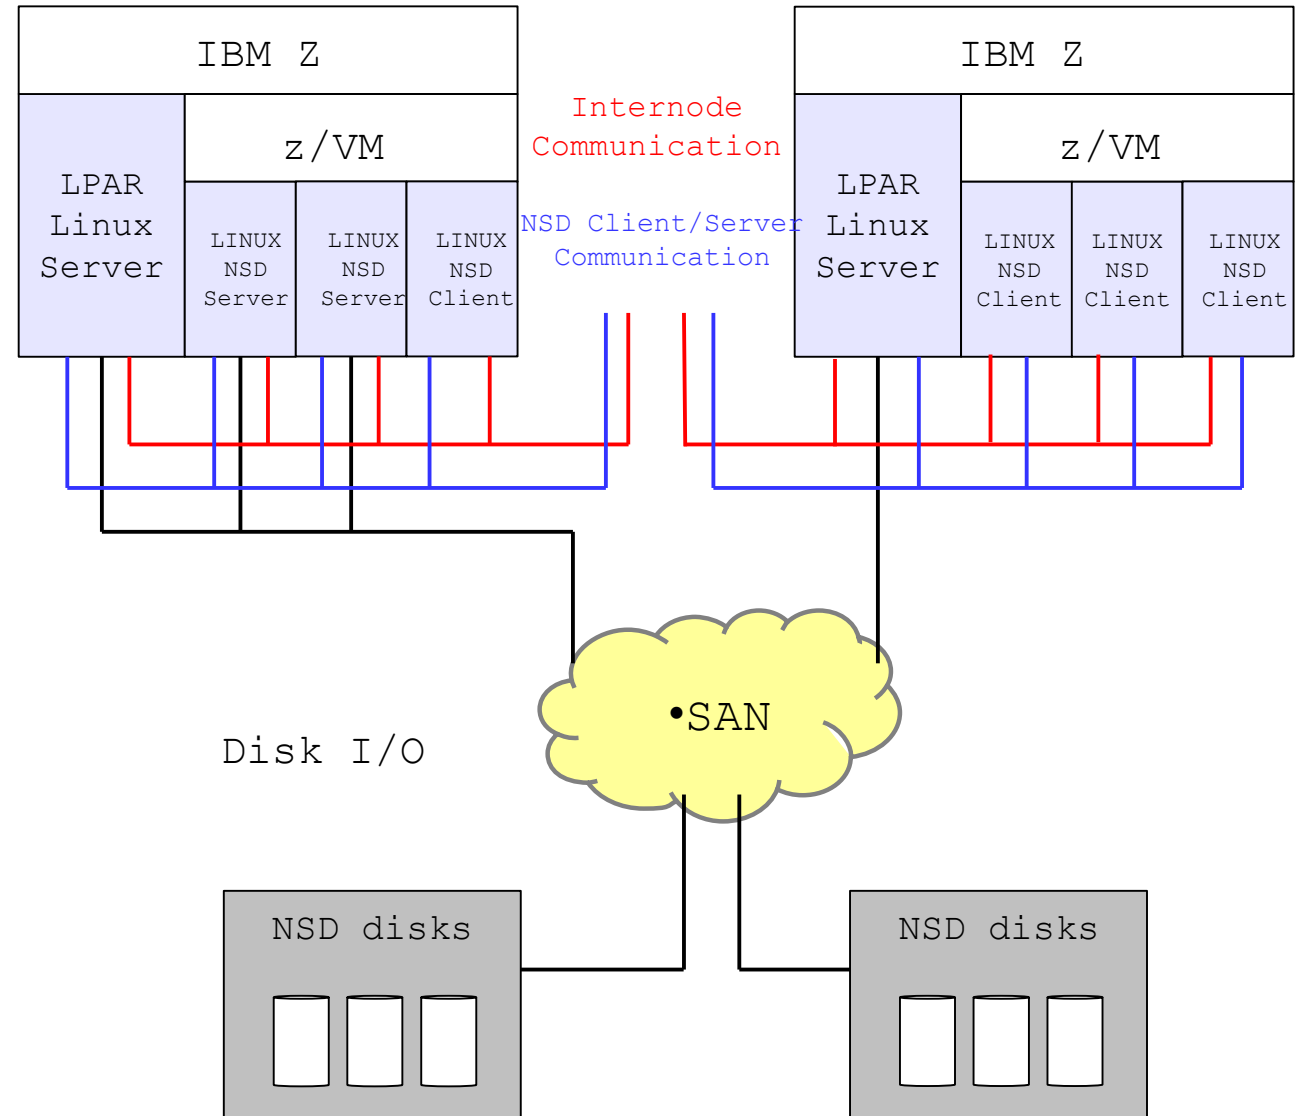 IBM Z
z/VM
LPAR
Linux
Server
LINUX
NSD
Server
LINUX
NSD
Server
LINUX
NSD
Client
Internode
Communication
NSD Client/Server
Communication
IBM Z
z/VM
LPAR
Linux
Server
LINUX
NSD
Client
LINUX
NSD
Client
LINUX
NSD
Client
•SAN
Disk I/O
NSD disks
NSD disks